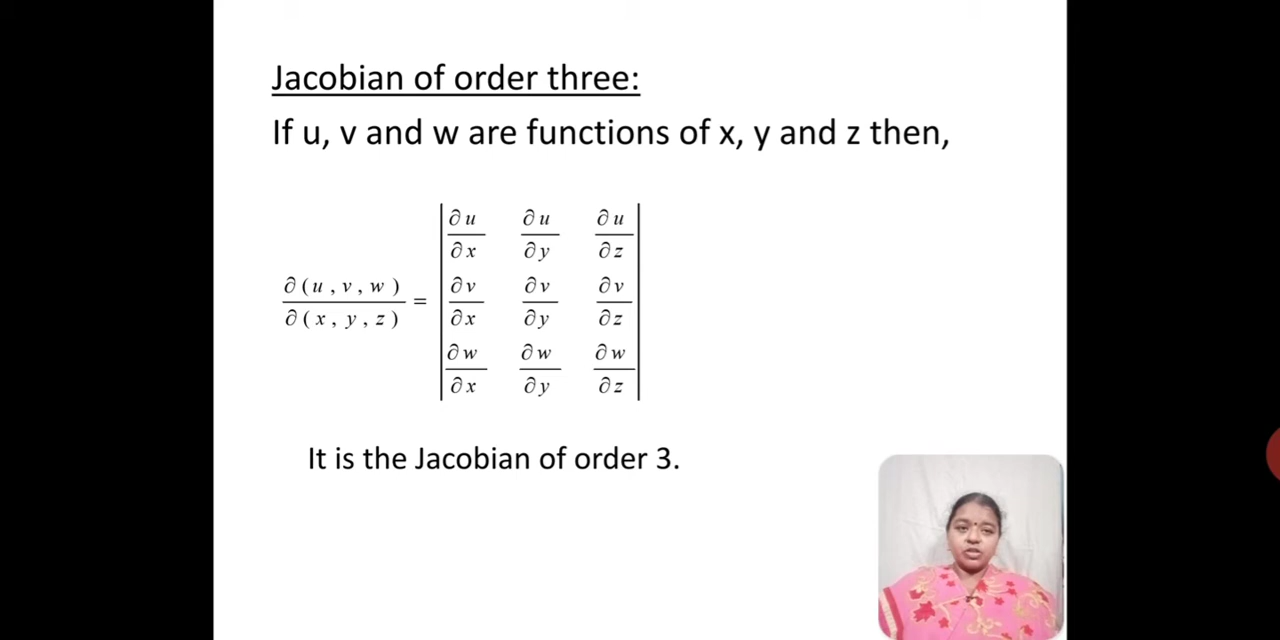 Jacobian of order three:
If u, v and w are functions of x, y and z then,
∂(u,v,w)/∂(x,y,z) = | ∂u/∂x ∂u/∂y ∂u/∂z |
| ∂v/∂x ∂v/∂y ∂v/∂z |
| ∂w/∂x ∂w/∂y ∂w/∂z |
It is the Jacobian of order 3.